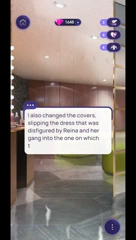 1648
I also changed the covers,
slipping the dress that was
disfigured by Reina and her
gang into the one on which
t